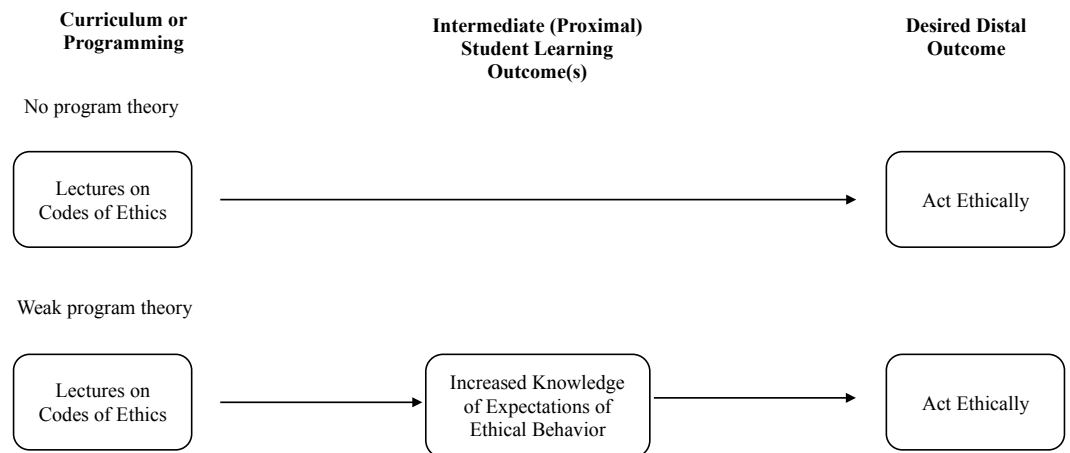 Curriculum or
Programming
Intermediate (Proximal)
Student Learning
Outcome(s)
Desired Distal
Outcome
No program theory
Lectures on
Codes of Ethics
Act Ethically
Weak program theory
Lectures on
Codes of Ethics
Increased Knowledge
of Expectations of
Ethical Behavior
Act Ethically